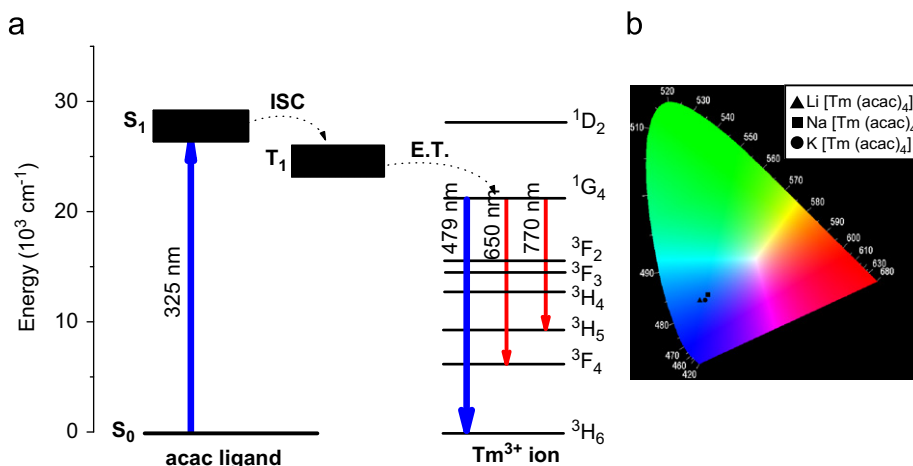 a
Energy (10³ cm⁻¹)
30
20
10
0
S₁
ISC
T₁
E.T.
325 nm
S₀
acac ligand
479 nm
650 nm
770 nm
¹D₂
¹G₄
³F₂
³F₃
³H₄
³H₅
³F₄
³H₆
Tm³⁺ ion
b
▲ Li [Tm (acac)₄]
■ Na [Tm (acac)₄
● K [Tm (acac)₄]
520
530
540
510
550
560
570
580
590
600
610
630
680
490
480
470
460
420